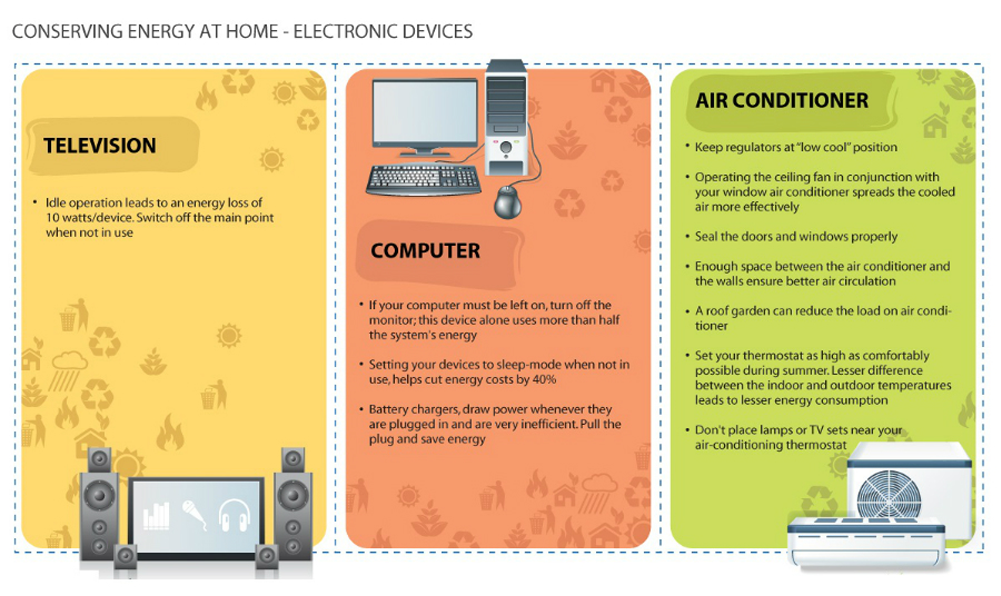 CONSERVING ENERGY AT HOME - ELECTRONIC DEVICES
TELEVISION
• Idle operation leads to an energy loss of
10 watts/device. Switch off the main point
when not in use
COMPUTER
• If your computer must be left on, turn off the
monitor; this device alone uses more than half
the system's energy
• Setting your devices to sleep-mode when not in
use, helps cut energy costs by 40%
• Battery chargers, draw power whenever they
are plugged in and are very inefficient. Pull the
plug and save energy
AIR CONDITIONER
• Keep regulators at "low cool" position
• Operating the ceiling fan in conjunction with
your window air conditioner spreads the cooled
air more effectively
• Seal the doors and windows properly
• Enough space between the air conditioner and
the walls ensure better air circulation
• A roof garden can reduce the load on air condi-
tioner
• Set your thermostat as high as comfortably
possible during summer. Lesser difference
between the indoor and outdoor temperatures
leads to lesser energy consumption
• Don't place lamps or TV sets near your
air-conditioning thermostat